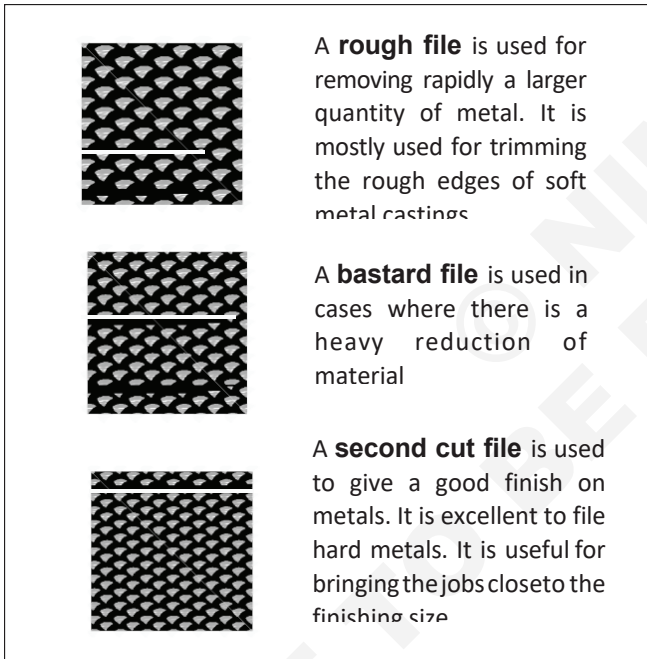 A rough file is used for
removing rapidly a larger
quantity of metal. It is
mostly used for trimming
the rough edges of soft
metal castings
A bastard file is used in
cases where there is a
heavy reduction of
material
A second cut file is used
to give a good finish on
metals. It is excellent to file
hard metals. It is useful for
bringing the jobs closeto the
finishing size
© NI
TO BE